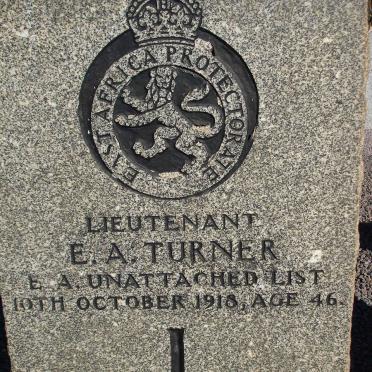 EAST AFRICA PROTECTORATE
LIEUTENANT
E. A. TURNER
E. A. UNATTACHED LIST
10TH OCTOBER 1918, AGE 46.